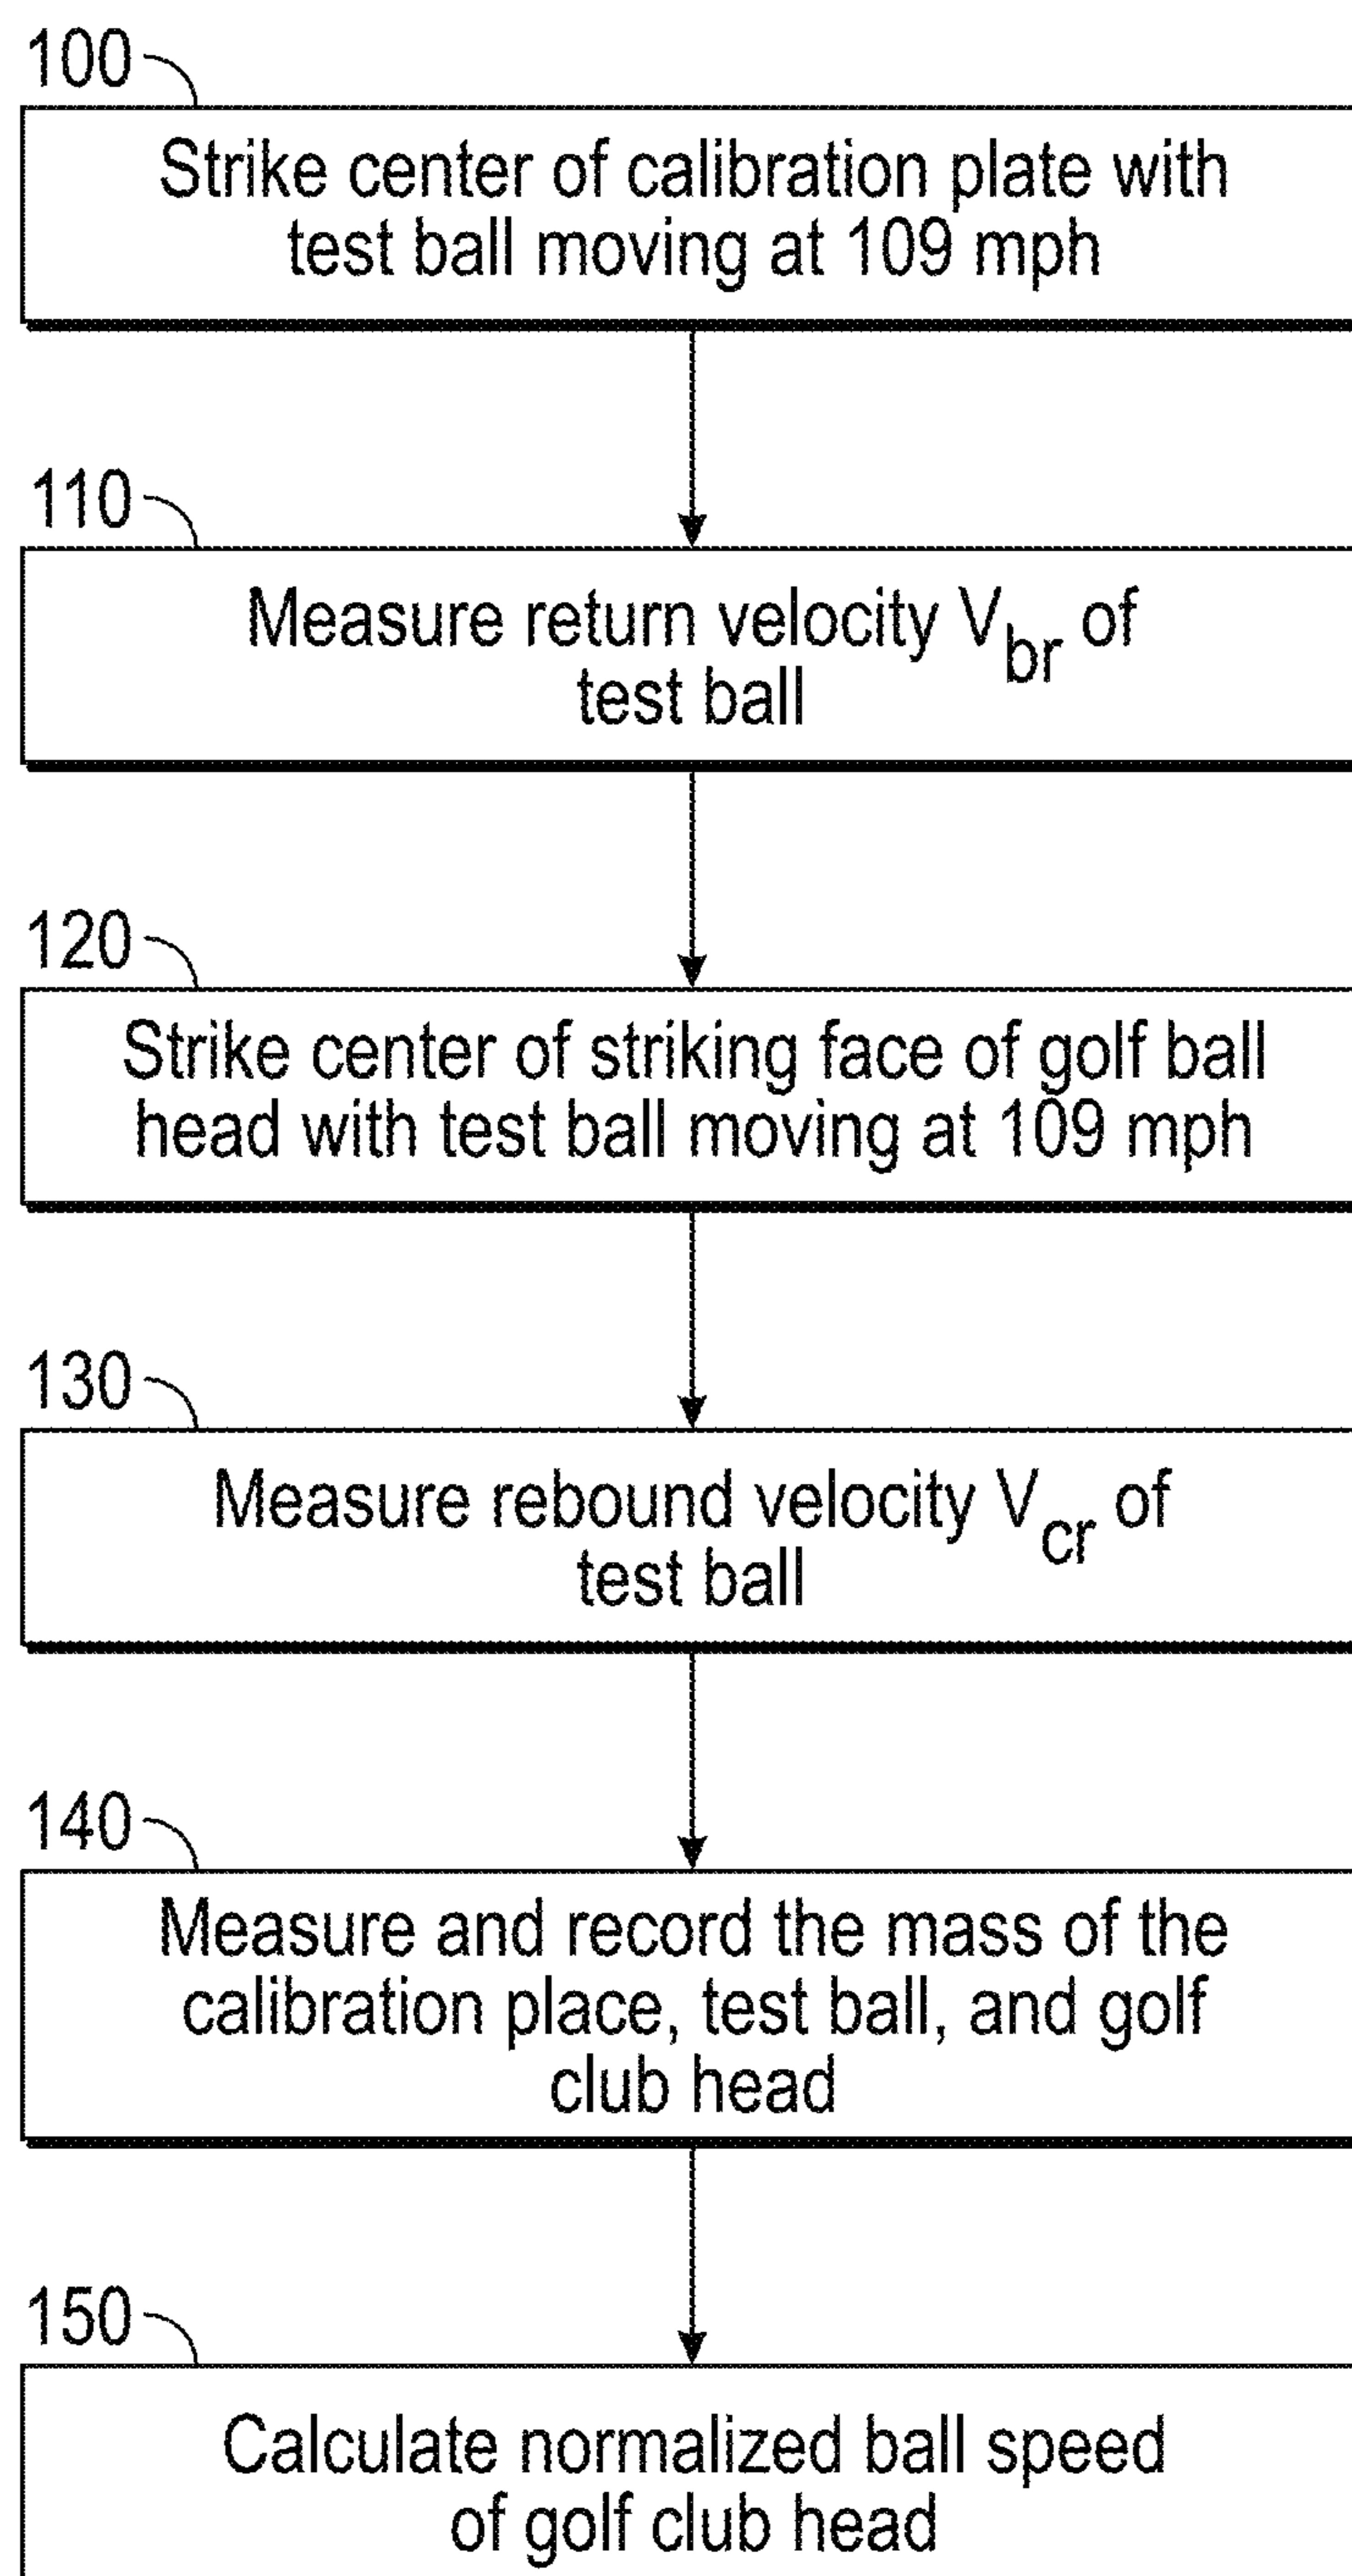 100
Strike center of calibration plate with
test ball moving at 109 mph
110
Measure return velocity Vbr of
test ball
120
Strike center of striking face of golf ball
head with test ball moving at 109 mph
130
Measure rebound velocity Vcr of
test ball
140
Measure and record the mass of the
calibration place, test ball, and golf
club head
150
Calculate normalized ball speed
of golf club head